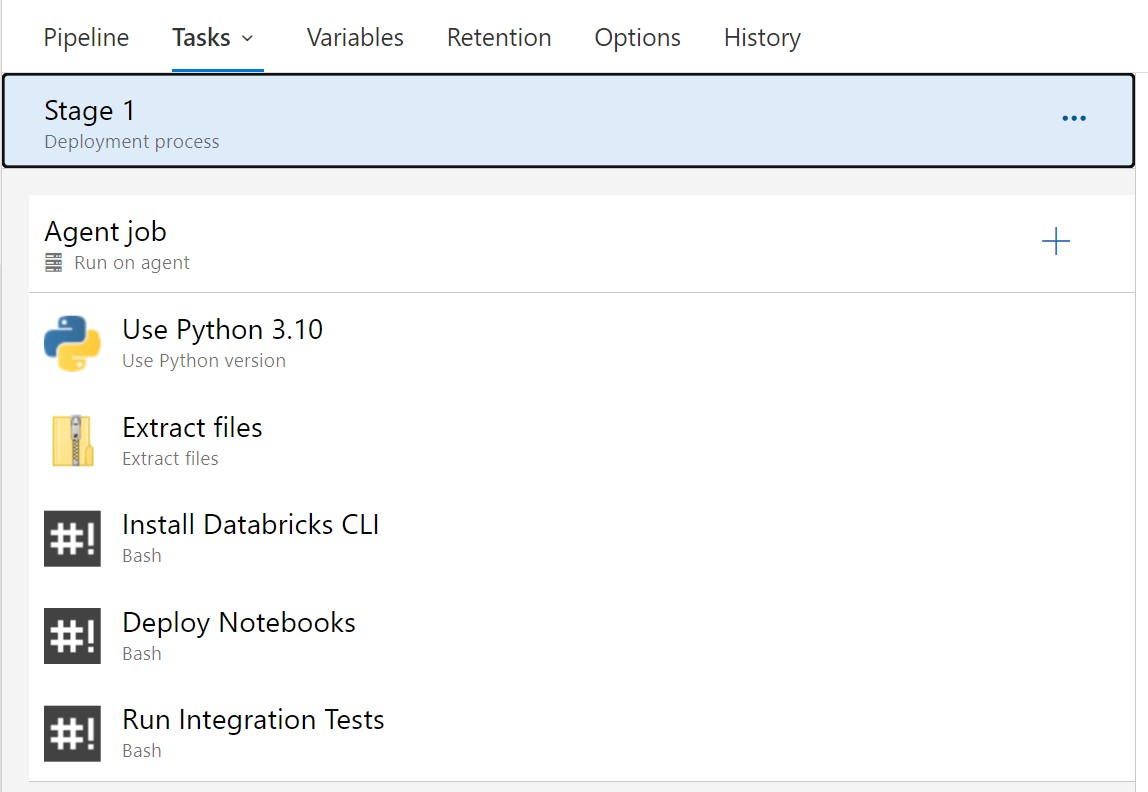 Pipeline Tasks Variables Retention Options History
Stage 1
Deployment process
Agent job
Run on agent
Use Python 3.10
Use Python version
Extract files
Extract files
#! Install Databricks CLI
Bash
#! Deploy Notebooks
Bash
#! Run Integration Tests
Bash